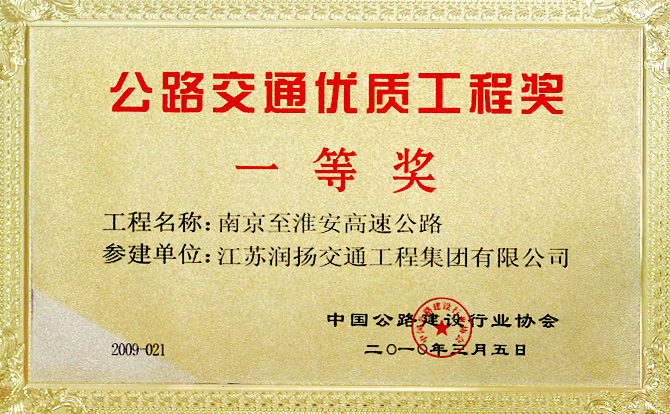 公路交通优质工程奖
一等奖
工程名称：南京至淮安高速公路
参建单位：江苏润扬交通工程集团有限公司
中国公路建设行业协会
二〇一〇年三月五日
2009-021